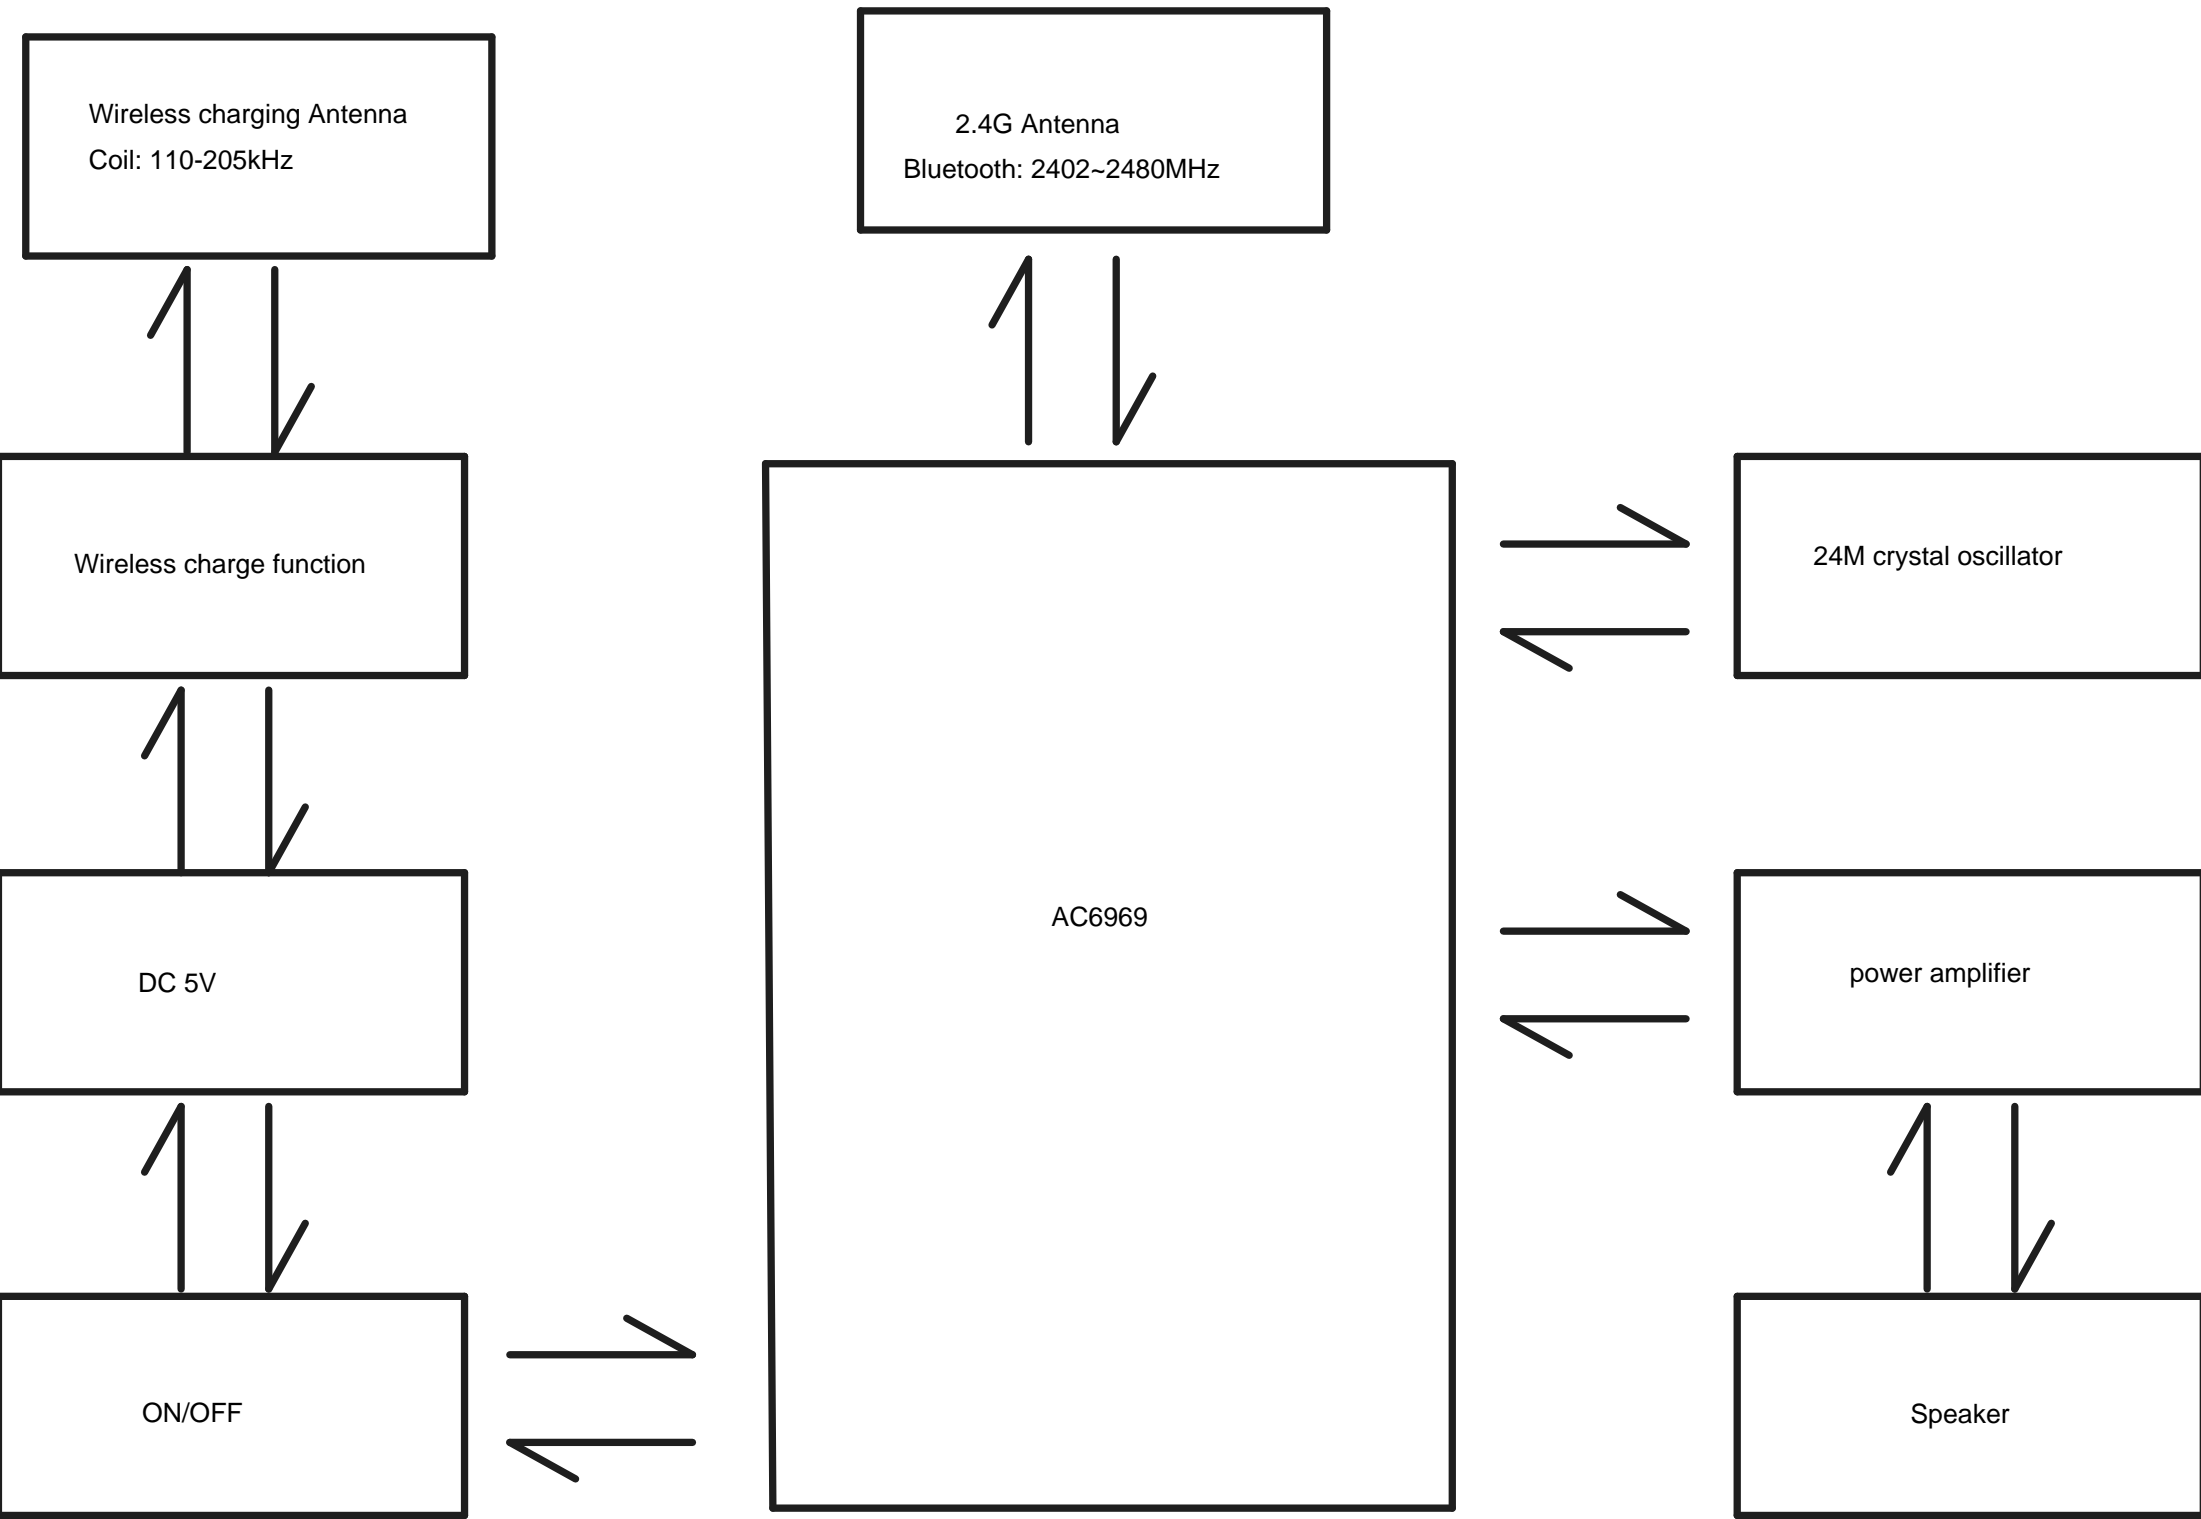 Wireless charging Antenna
Coil: 110-205kHz
2.4G Antenna
Bluetooth: 2402~2480MHz
Wireless charge function
24M crystal oscillator
AC6969
DC 5V
power amplifier
ON/OFF
Speaker